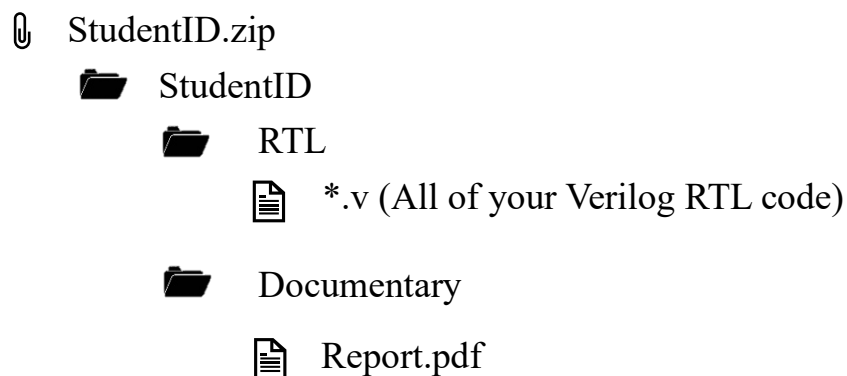 StudentID.zip
StudentID
RTL
*.v (All of your Verilog RTL code)
Documentary
Report.pdf